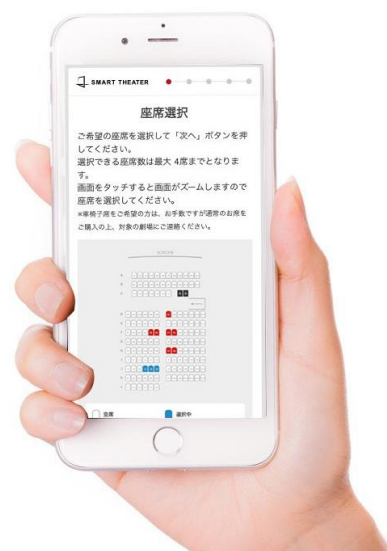 SMART THEATER
座席選択
ご希望の座席を選択して「次へ」ボタンを押
してください。
選択できる座席数は最大 4席までとなりま
す。
画面をタッチすると画面がズームしますので
座席を選択してください。
※車椅子席をご希望の方は、お手数ですが通常のお席を
ご購入の上、対象の劇場にご連絡ください。
SCREEN
空席
選択中